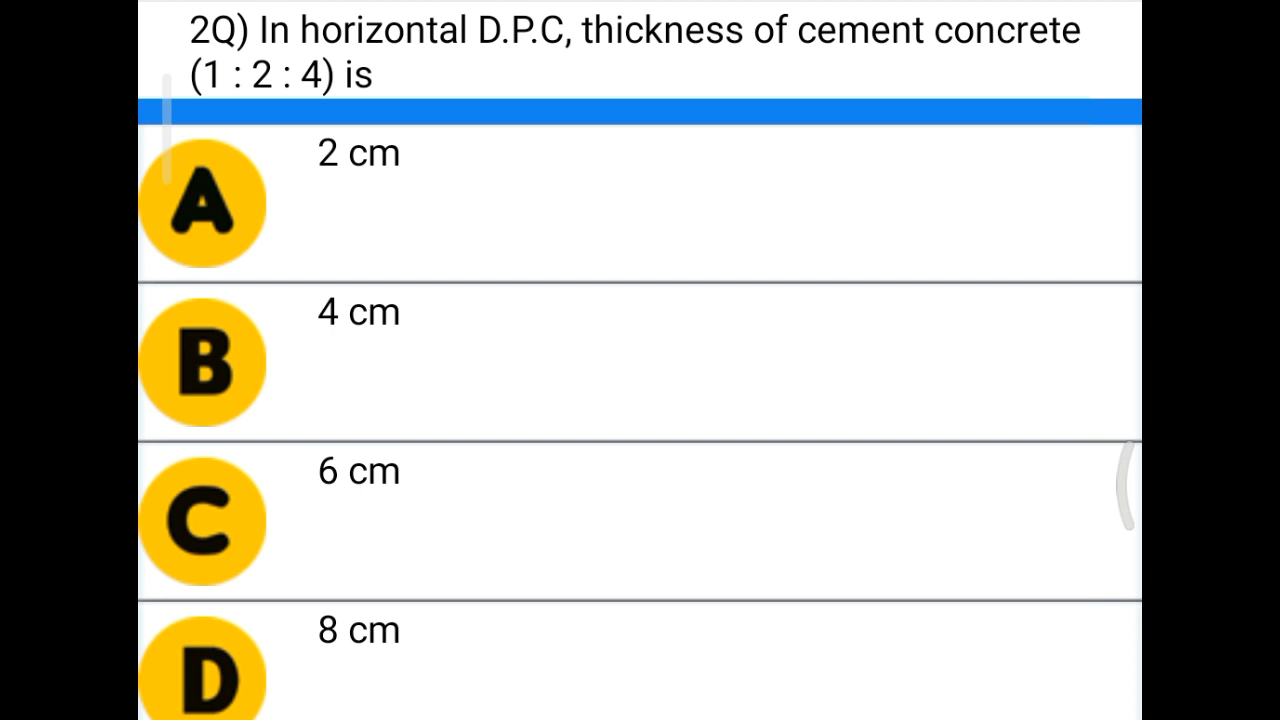 2Q) In horizontal D.P.C, thickness of cement concrete
(1 : 2 : 4) is
A 2 cm
B 4 cm
C 6 cm
D 8 cm